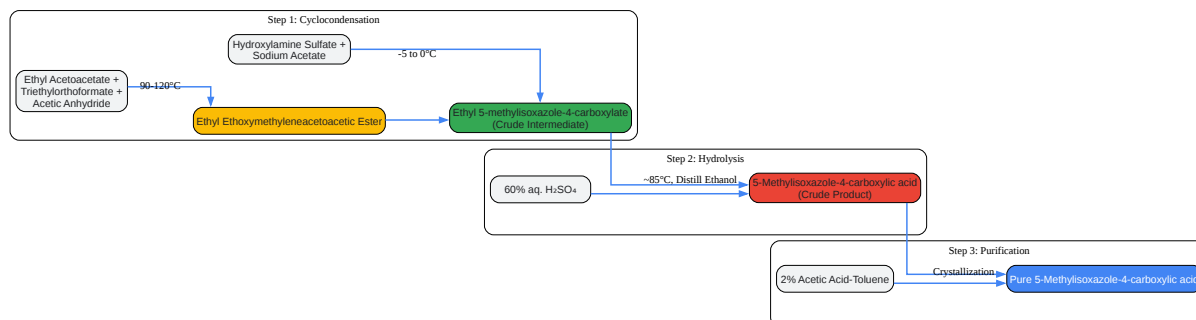 Step 1: Cyclocondensation
Hydroxylamine Sulfate +
Sodium Acetate
-5 to 0°C
Ethyl Acetoacetate +
Triethylorthoformate +
Acetic Anhydride
90-120°C
Ethyl Ethoxymethyleneacetoacetic Ester
Ethyl 5-methylisoxazole-4-carboxylate
(Crude Intermediate)
Step 2: Hydrolysis
60% aq. H₂SO₄
~85°C, Distill Ethanol
5-Methylisoxazole-4-carboxylic acid
(Crude Product)
Step 3: Purification
2% Acetic Acid-Toluene
Crystallization
Pure 5-Methylisoxazole-4-carboxylic acid